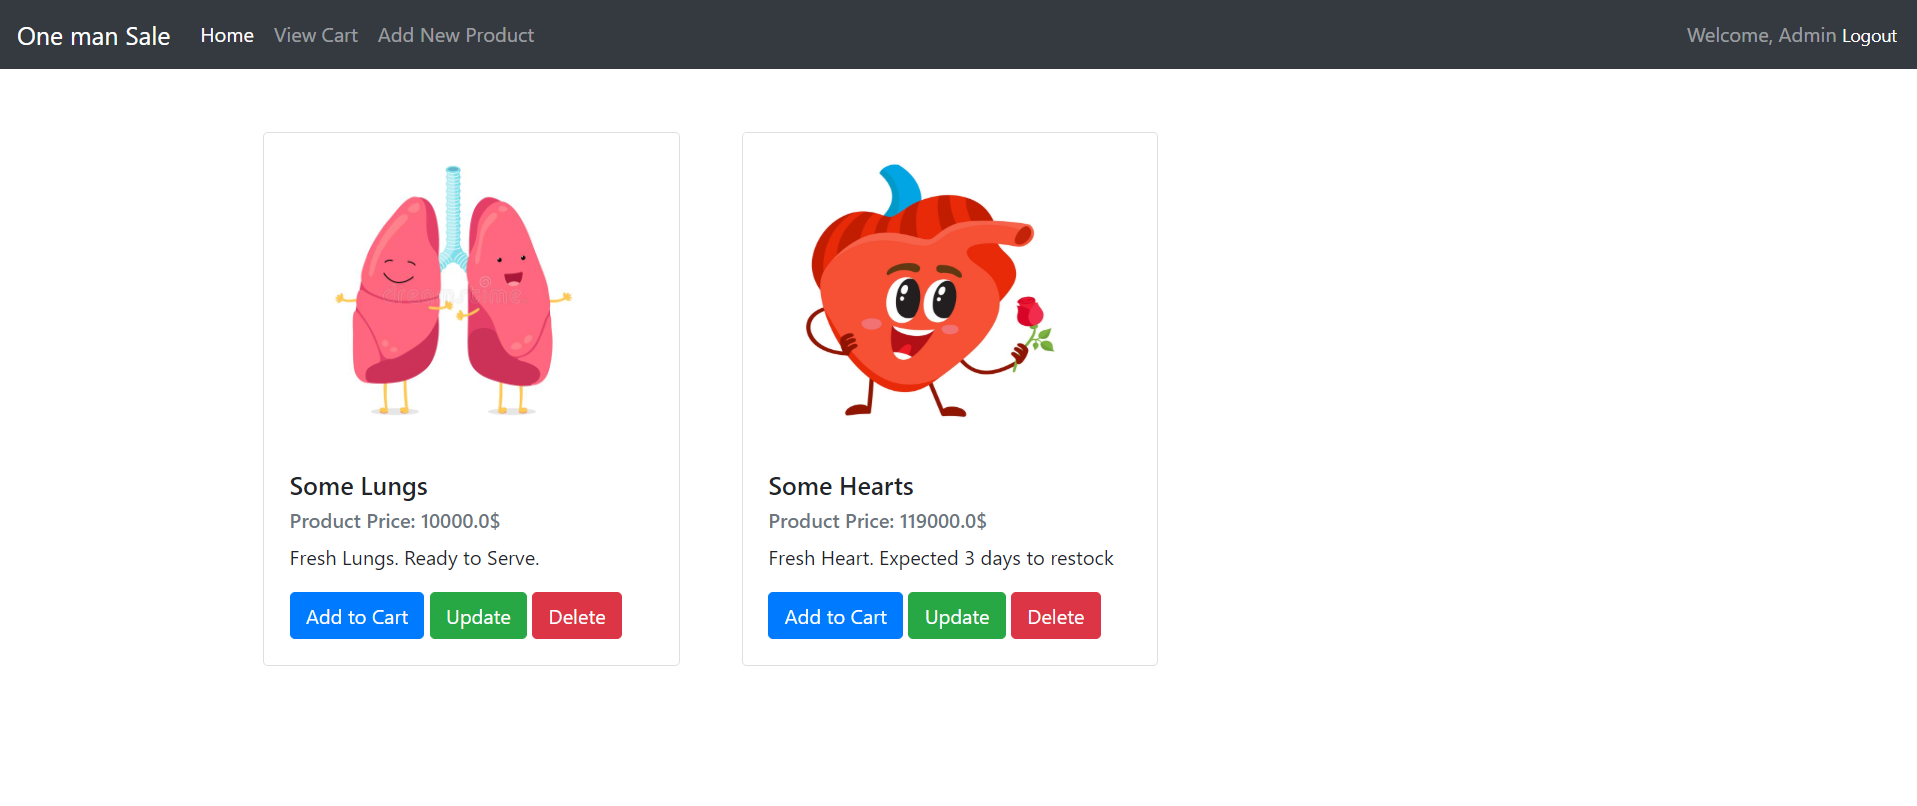 One man Sale Home View Cart Add New Product Welcome, Admin Logout
Some Lungs
Product Price: 10000.0$
Fresh Lungs. Ready to Serve.
Add to Cart Update Delete
Some Hearts
Product Price: 119000.0$
Fresh Heart. Expected 3 days to restock
Add to Cart Update Delete